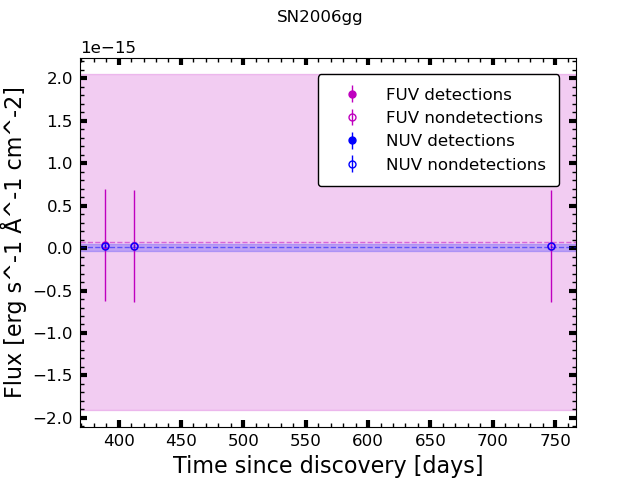 SN2006gg
1e−15
FUV detections
FUV nondetections
NUV detections
NUV nondetections
2.0
1.5
1.0
0.5
0.0
−0.5
−1.0
−1.5
−2.0
Flux [erg s^-1 Å^-1 cm^-2]
400 450 500 550 600 650 700 750
Time since discovery [days]